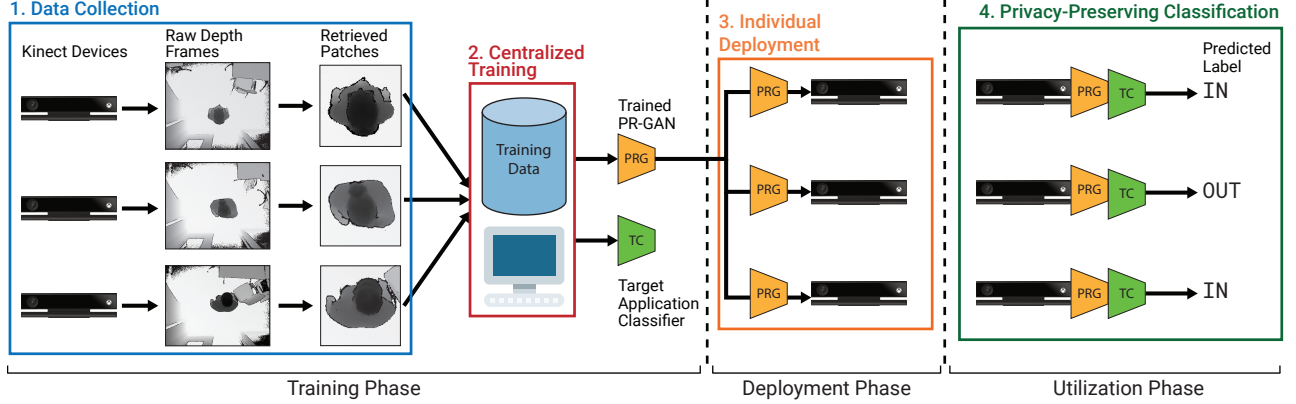 1. Data Collection
Kinect Devices
Raw Depth
Frames
Retrieved
Patches
2. Centralized
Training
Training
Data
Trained
PR-GAN
PRG
TC
Target
Application
Classifier
3. Individual
Deployment
PRG
PRG
PRG
4. Privacy-Preserving Classification
Predicted
Label
PRG TC IN
PRG TC OUT
PRG TC IN
Training Phase
Deployment Phase
Utilization Phase